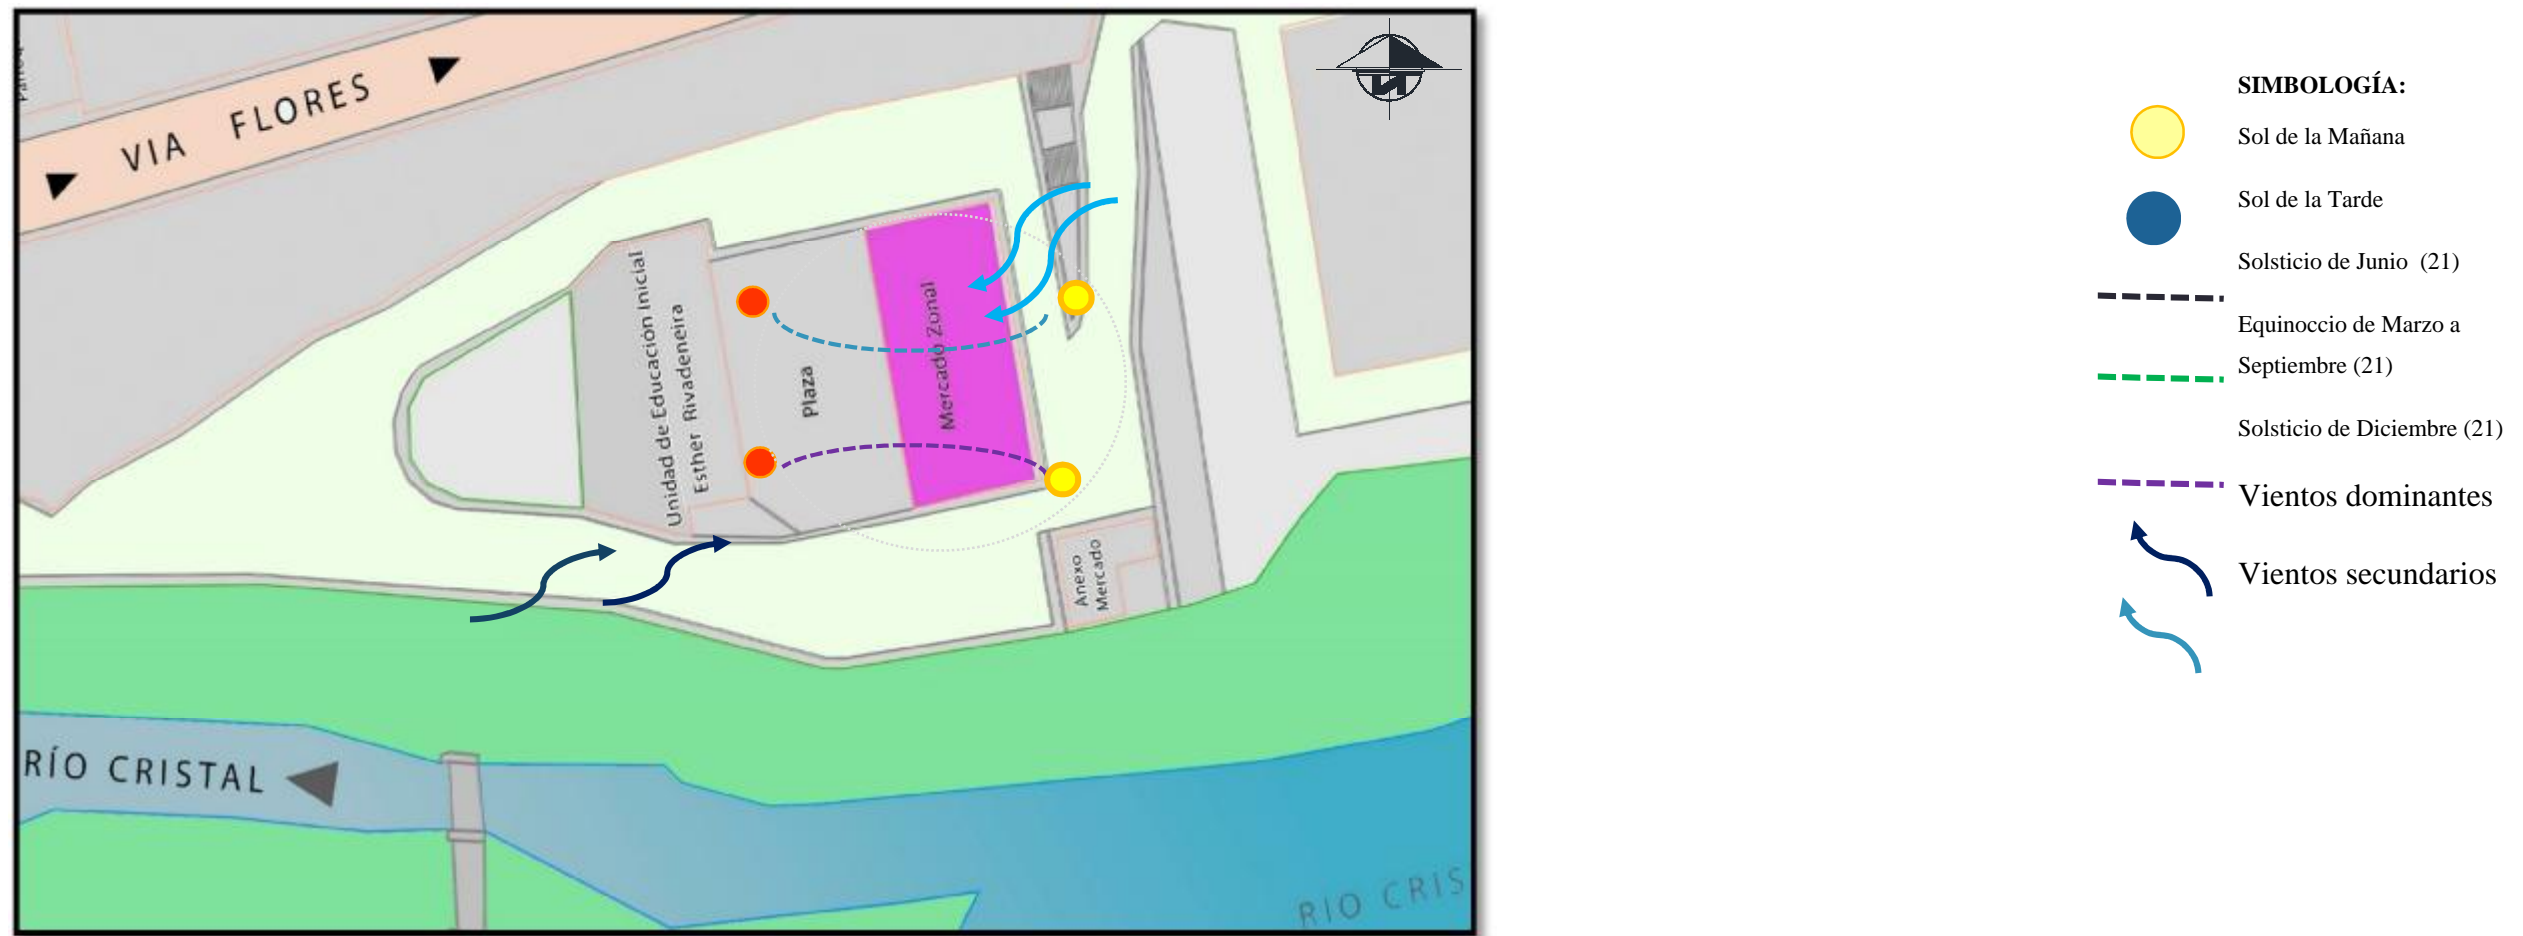 VIA FLORES
Unidad de Educación Inicial
Esther Rivadeneira
Plaza
Mercado Zonal
Anexo
Mercado
RÍO CRISTAL
RIO CRIS
N
SIMBOLOGÍA:
Sol de la Mañana
Sol de la Tarde
Solsticio de Junio (21)
Equinoccio de Marzo a
Septiembre (21)
Solsticio de Diciembre (21)
Vientos dominantes
Vientos secundarios